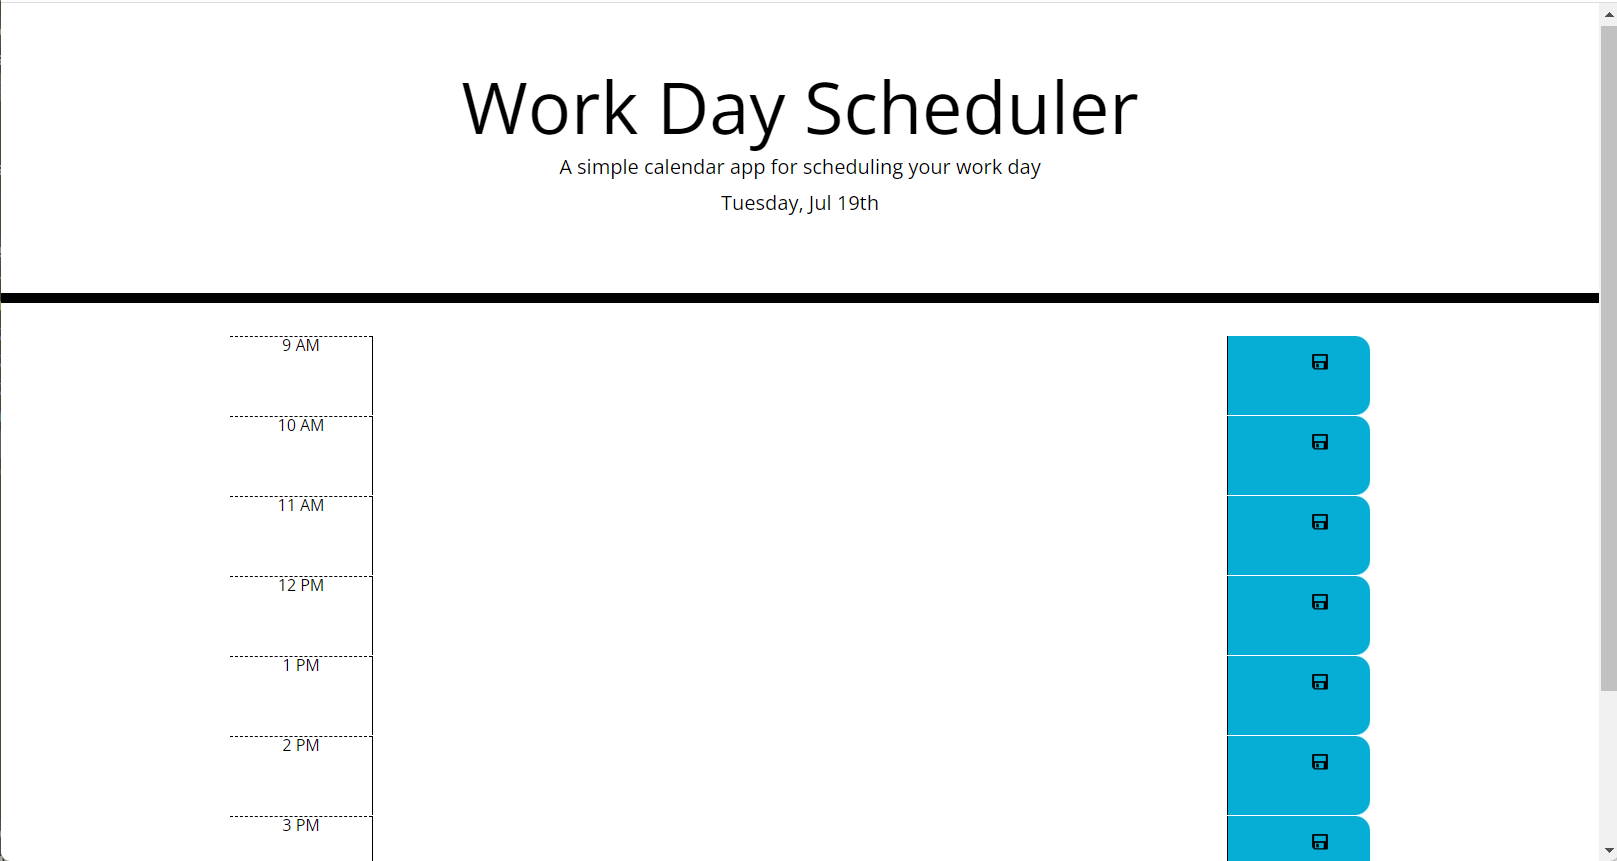 Work Day Scheduler
A simple calendar app for scheduling your work day
Tuesday, Jul 19th
9 AM
10 AM
11 AM
12 PM
1 PM
2 PM
3 PM